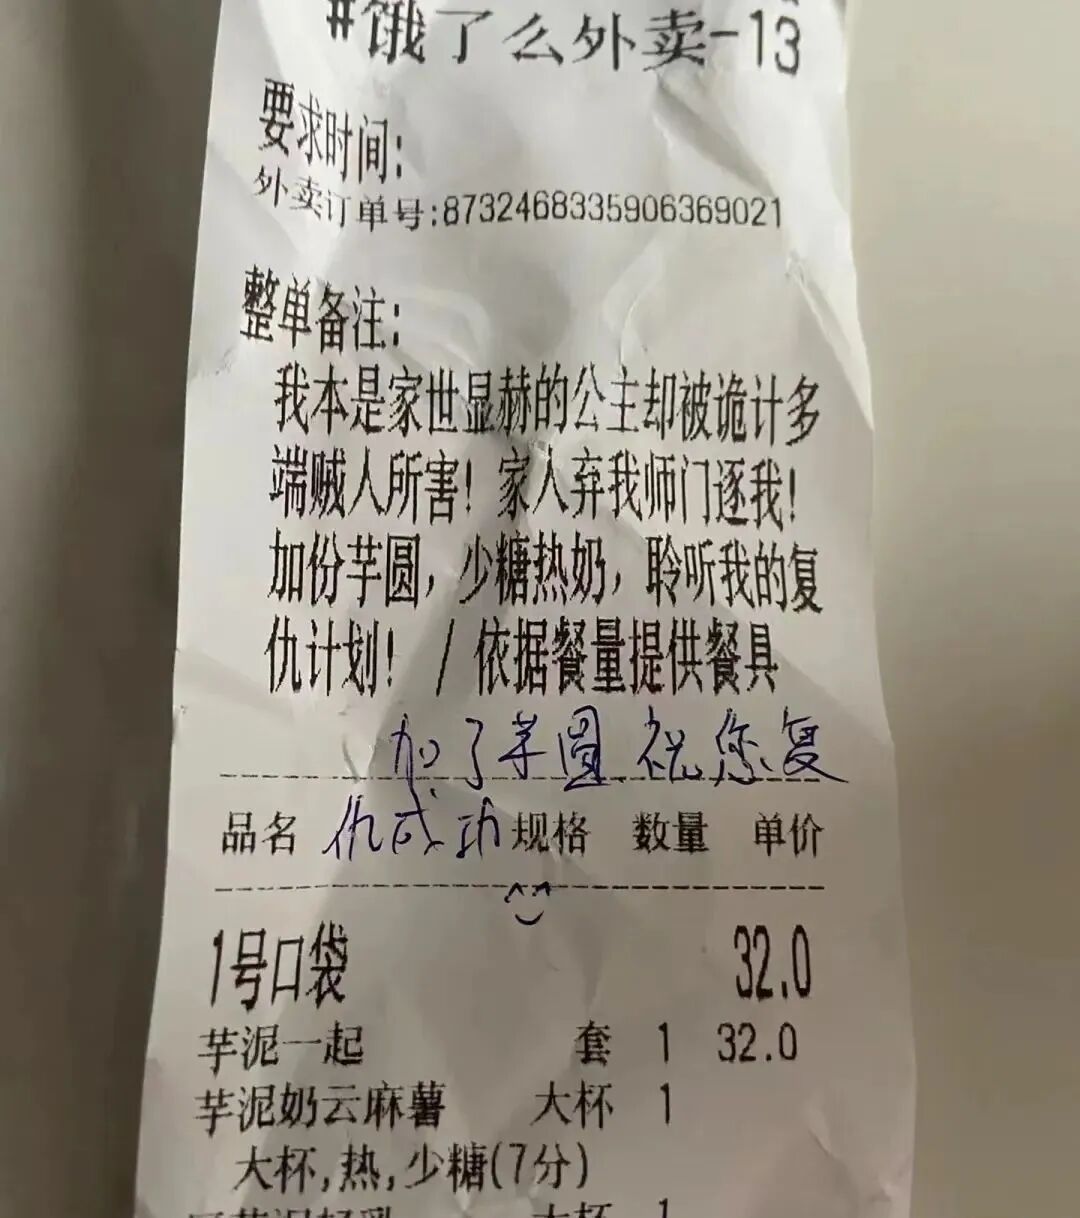 #饿了么外卖-13
要求时间:
外卖订单号:8732468335906369021
整单备注:
我本是家世显赫的公主却被诡计多
端贼人所害!家人弃我师门逐我!
加份芋圆,少糖热奶,聆听我的复
仇计划! / 依据餐量提供餐具
加了芋圆.祝您复
仇成功
品名 规格 数量 单价
1号口袋 32.0
芋泥一起 套 1 32.0
芋泥奶云麻薯 大杯 1
大杯,热,少糖(7分)
大杯 1